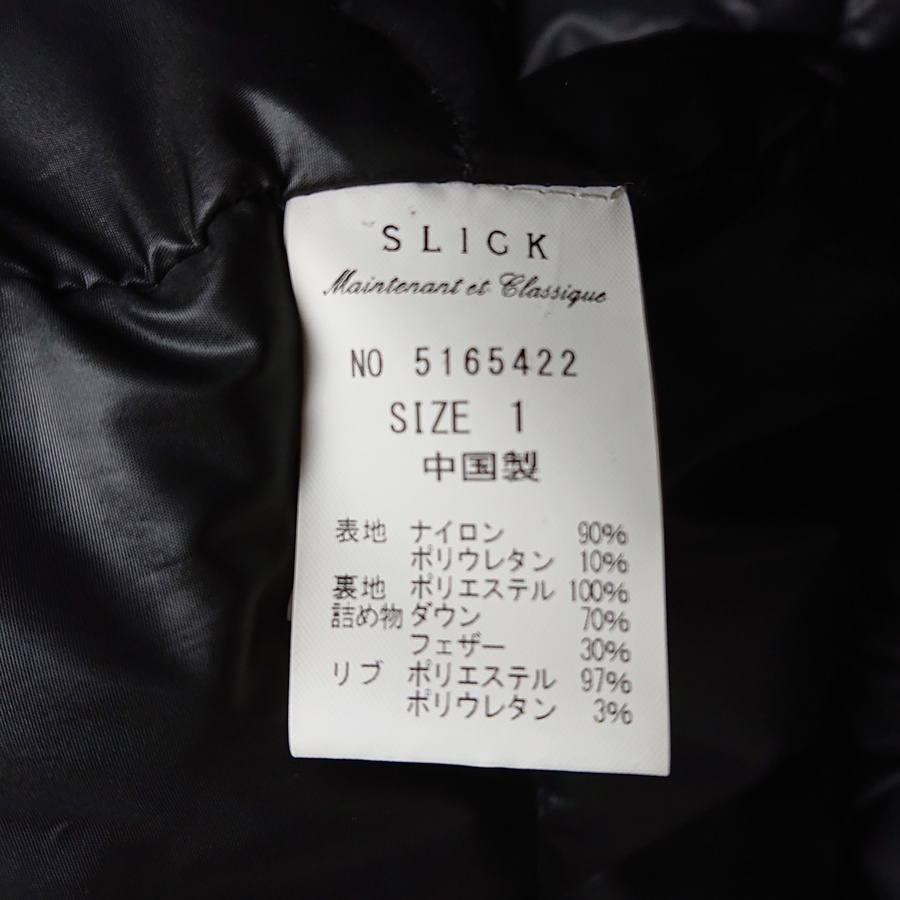 SLICK
Maintenant et Classique
NO 5165422
SIZE 1
中国製
表地 ナイロン 90%
ポリウレタン 10%
裏地 ポリエステル 100%
詰め物 ダウン 70%
フェザー 30%
リブ ポリエステル 97%
ポリウレタン 3%